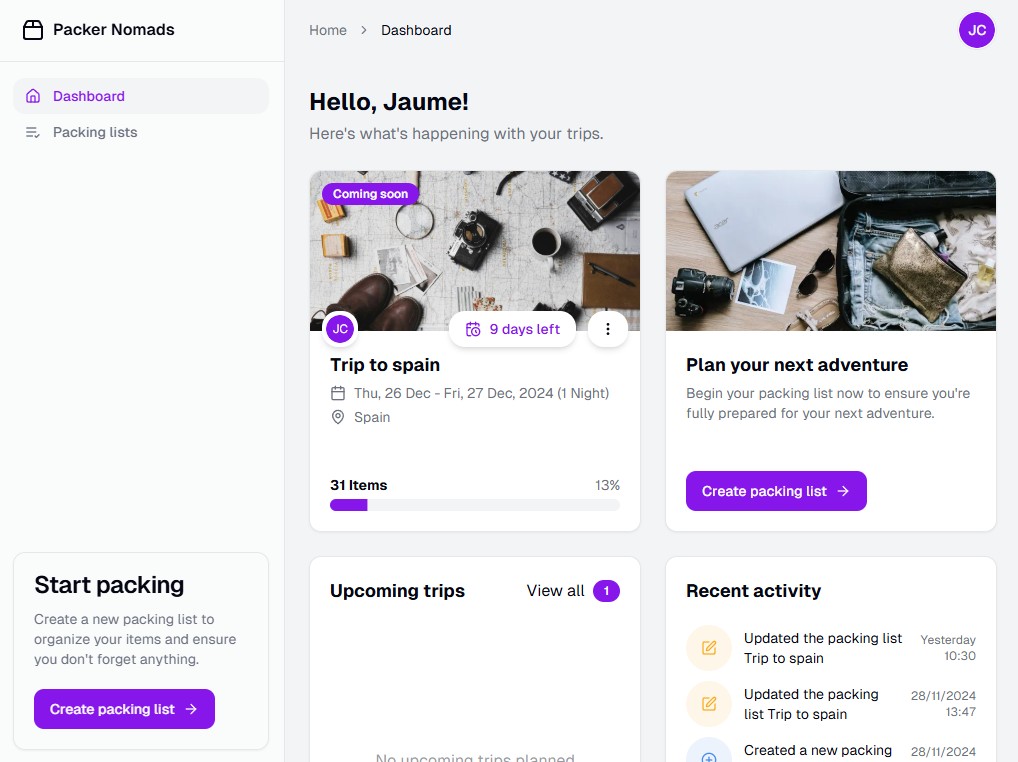 Packer Nomads
Dashboard
Packing lists
Start packing
Create a new packing list to
organize your items and ensure
you don't forget anything.
Create packing list
Home
Dashboard
JC
Hello, Jaume!
Here's what's happening with your trips.
Coming soon
JC
9 days left
Trip to spain
Thu, 26 Dec - Fri, 27 Dec, 2024 (1 Night)
Spain
31 Items
13%
acer
Plan your next adventure
Begin your packing list now to ensure you're
fully prepared for your next adventure.
Create packing list
Upcoming trips
View all
1
No upcoming trips planned
Recent activity
Updated the packing list
Trip to spain
Yesterday
10:30
Updated the packing
list Trip to spain
28/11/2024
13:47
Created a new packing
28/11/2024